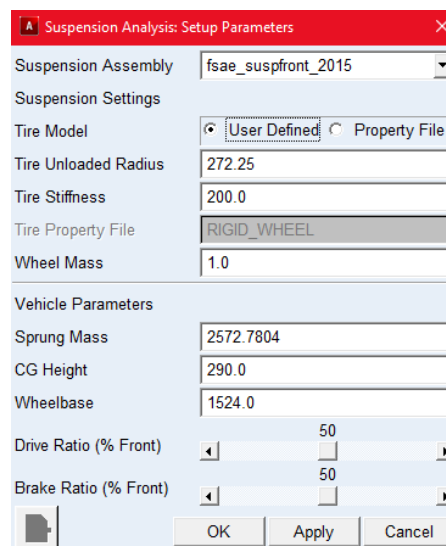 Suspension Analysis: Setup Parameters
Suspension Assembly fsae_suspfront_2015
Suspension Settings
Tire Model User Defined Property File
Tire Unloaded Radius 272.25
Tire Stiffness 200.0
Tire Property File RIGID_WHEEL
Wheel Mass 1.0
Vehicle Parameters
Sprung Mass 2572.7804
CG Height 290.0
Wheelbase 1524.0
50
Drive Ratio (% Front)
50
Brake Ratio (% Front)
OK Apply Cancel